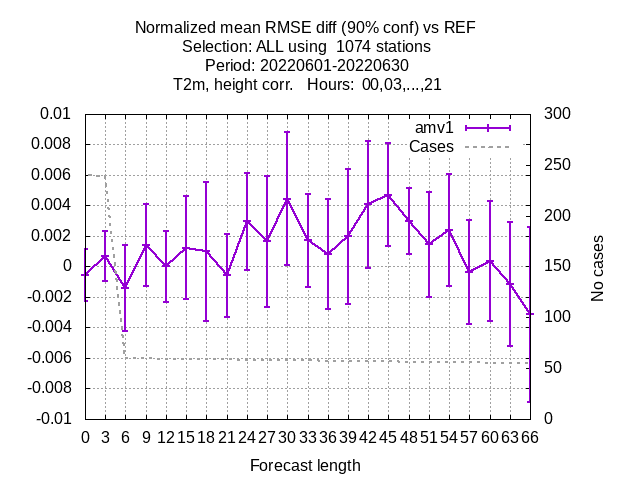 Normalized mean RMSE diff (90% conf) vs REF
Selection: ALL using  1074 stations
Period: 20220601-20220630
T2m, height corr.   Hours:  00,03,...,21
0.01
0.008
0.006
0.004
0.002
0
-0.002
-0.004
-0.006
-0.008
-0.01
amv1
Cases
300
250
200
150
100
50
0
No cases
0 3 6 9 12 15 18 21 24 27 30 33 36 39 42 45 48 51 54 57 60 63 66
Forecast length